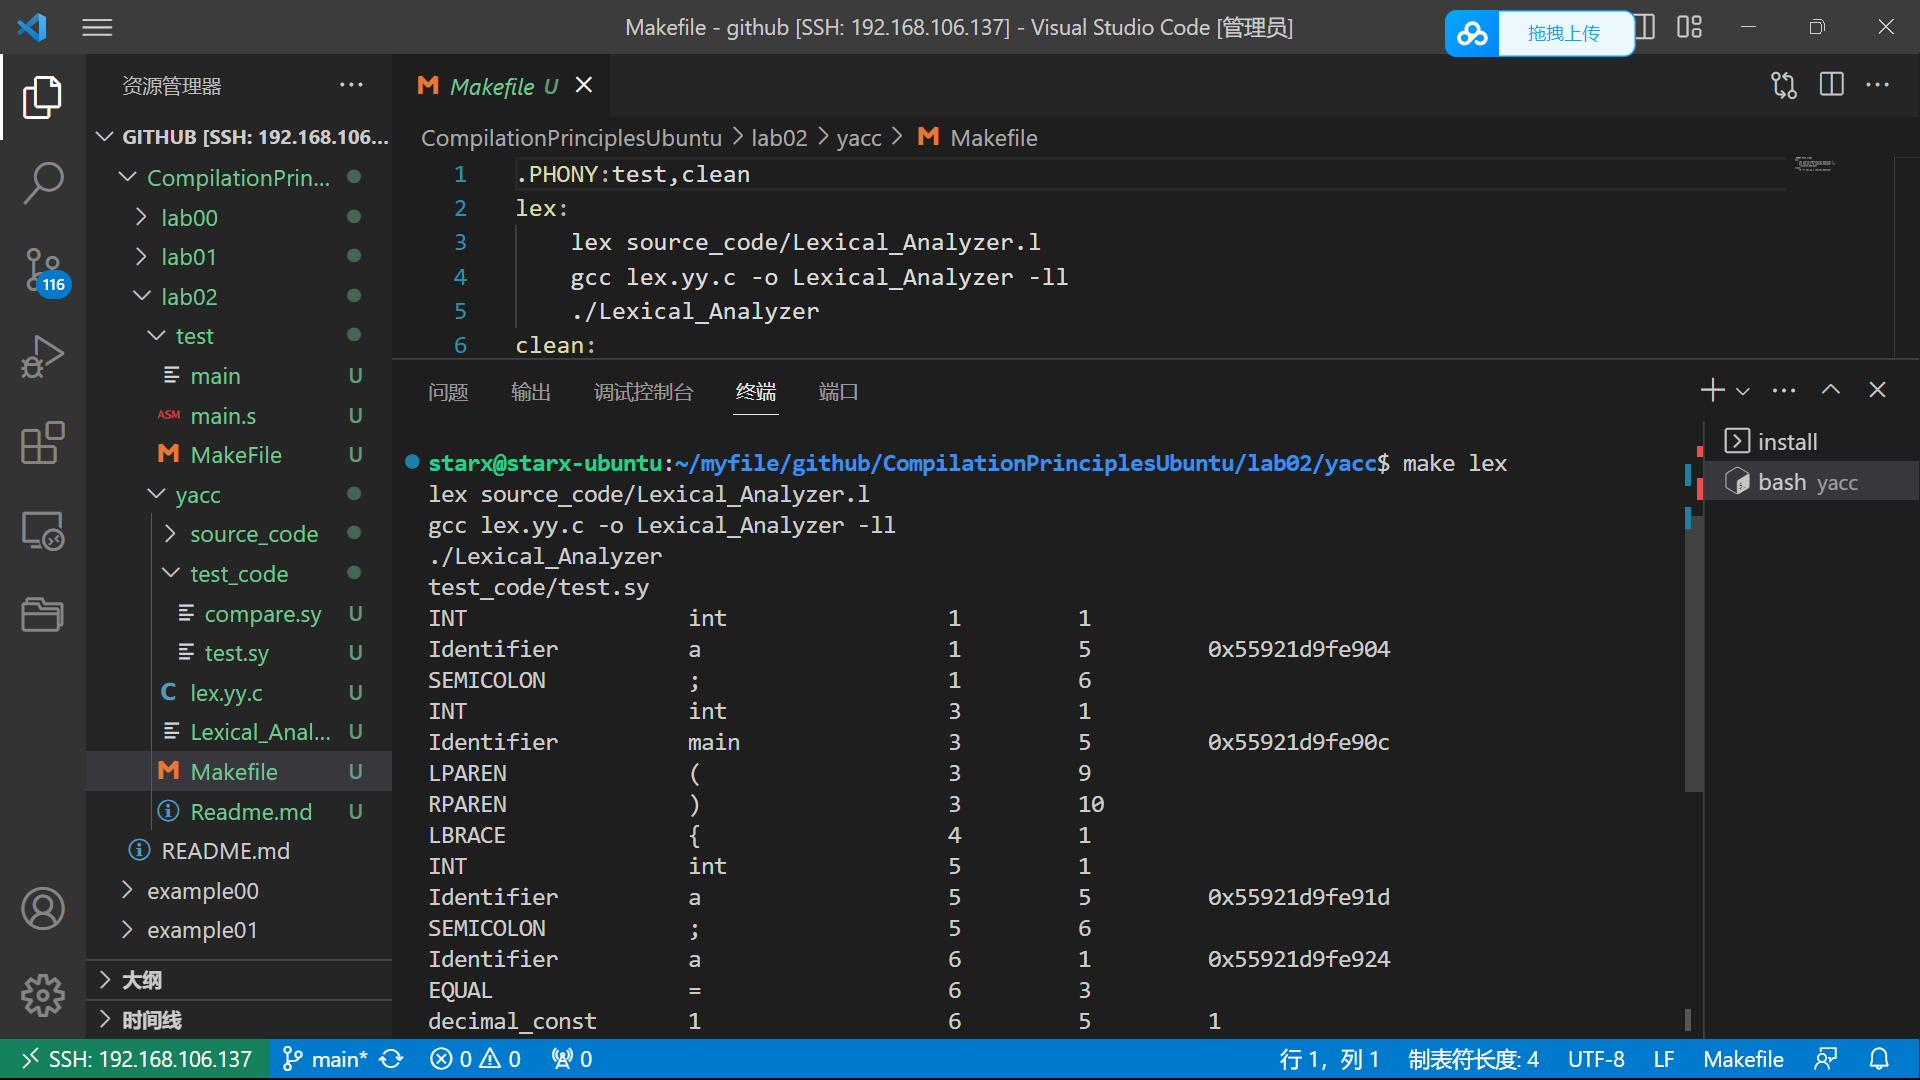 Makefile - github [SSH: 192.168.106.137] - Visual Studio Code [管理员]
拖拽上传
资源管理器
Makefile U
GITHUB [SSH: 192.168.106...
CompilationPrin...
lab00
lab01
lab02
test
main U
main.s U
MakeFile U
yacc
source_code
test_code
compare.sy U
test.sy U
lex.yy.c U
Lexical_Anal... U
Makefile U
Readme.md U
README.md
example00
example01
大纲
时间线
116
ASM
CompilationPrinciplesUbuntu > lab02 > yacc > Makefile
1 .PHONY:test,clean
2 lex:
3 lex source_code/Lexical_Analyzer.l
4 gcc lex.yy.c -o Lexical_Analyzer -ll
5 ./Lexical_Analyzer
6 clean:
问题 输出 调试控制台 终端 端口
starx@starx-ubuntu:~/myfile/github/CompilationPrinciplesUbuntu/lab02/yacc$ make lex
lex source_code/Lexical_Analyzer.l
gcc lex.yy.c -o Lexical_Analyzer -ll
./Lexical_Analyzer
test_code/test.sy
INT int 1 1
Identifier a 1 5 0x55921d9fe904
SEMICOLON ; 1 6
INT int 3 1
Identifier main 3 5 0x55921d9fe90c
LPAREN ( 3 9
RPAREN ) 3 10
LBRACE { 4 1
INT int 5 1
Identifier a 5 5 0x55921d9fe91d
SEMICOLON ; 5 6
Identifier a 6 1 0x55921d9fe924
EQUAL = 6 3
decimal_const 1 6 5 1
install
bash yacc
SSH: 192.168.106.137 main* 0 0 0 行 1，列 1 制表符长度: 4 UTF-8 LF Makefile